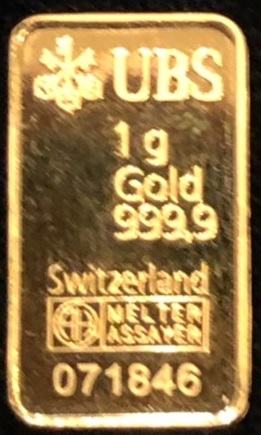 UBS
1 g
Gold
999,9
Switzerland
MELTER
ASSAYER
071846